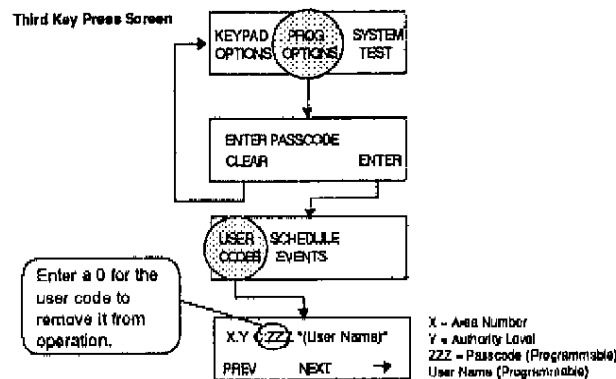 Third Key Press Screen
KEYPAD OPTIONS
PROG OPTIONS
SYSTEM TEST
ENTER PASSCODE
CLEAR ENTER
USER CODES
SCHEDULE EVENTS
Enter a 0 for the
user code to
remove it from
operation.
X.Y C:ZZZ "(User Name)"
PREV NEXT →
X = Area Number
Y = Authority Level
ZZZ = Passcode (Programmable)
User Name (Programmable)